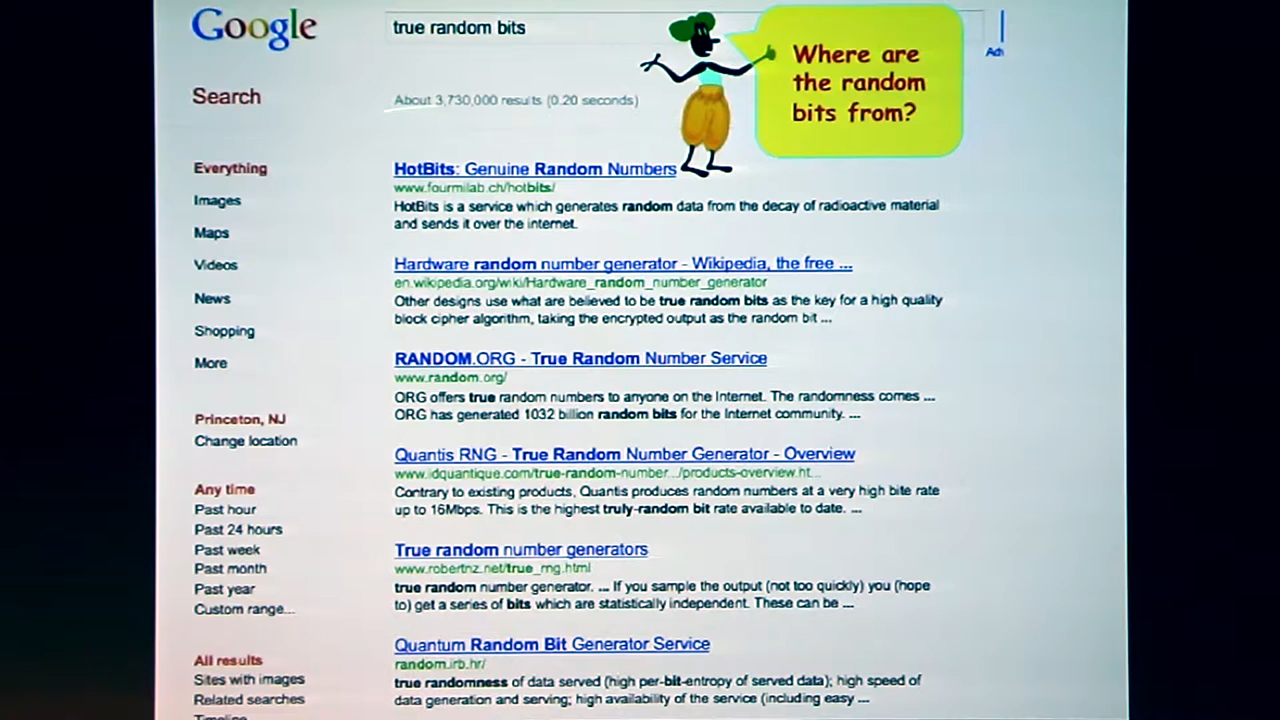 Google
true random bits
Adv
Where are
the random
bits from?
Search
About 3,730,000 results (0.20 seconds)
Everything
Images
Maps
Videos
News
Shopping
More
Princeton, NJ
Change location
Any time
Past hour
Past 24 hours
Past week
Past month
Past year
Custom range...
All results
Sites with images
Related searches
Timeline
HotBits: Genuine Random Numbers
www.fourmilab.ch/hotbits/
HotBits is a service which generates random data from the decay of radioactive material
and sends it over the internet.
Hardware random number generator - Wikipedia, the free ...
en.wikipedia.org/wiki/Hardware_random_number_generator
Other designs use what are believed to be true random bits as the key for a high quality
block cipher algorithm, taking the encrypted output as the random bit ...
RANDOM.ORG - True Random Number Service
www.random.org/
ORG offers true random numbers to anyone on the Internet. The randomness comes ...
ORG has generated 1032 billion random bits for the Internet community. ...
Quantis RNG - True Random Number Generator - Overview
www.idquantique.com/true-random-number.../products-overview.ht...
Contrary to existing products, Quantis produces random numbers at a very high bite rate
up to 16Mbps. This is the highest truly-random bit rate available to date. ...
True random number generators
www.robertnz.net/true_rng.html
true random number generator. ... If you sample the output (not too quickly) you (hope
to) get a series of bits which are statistically independent. These can be ...
Quantum Random Bit Generator Service
random.irb.hr/
true randomness of data served (high per-bit-entropy of served data); high speed of
data generation and serving; high availability of the service (including easy ...